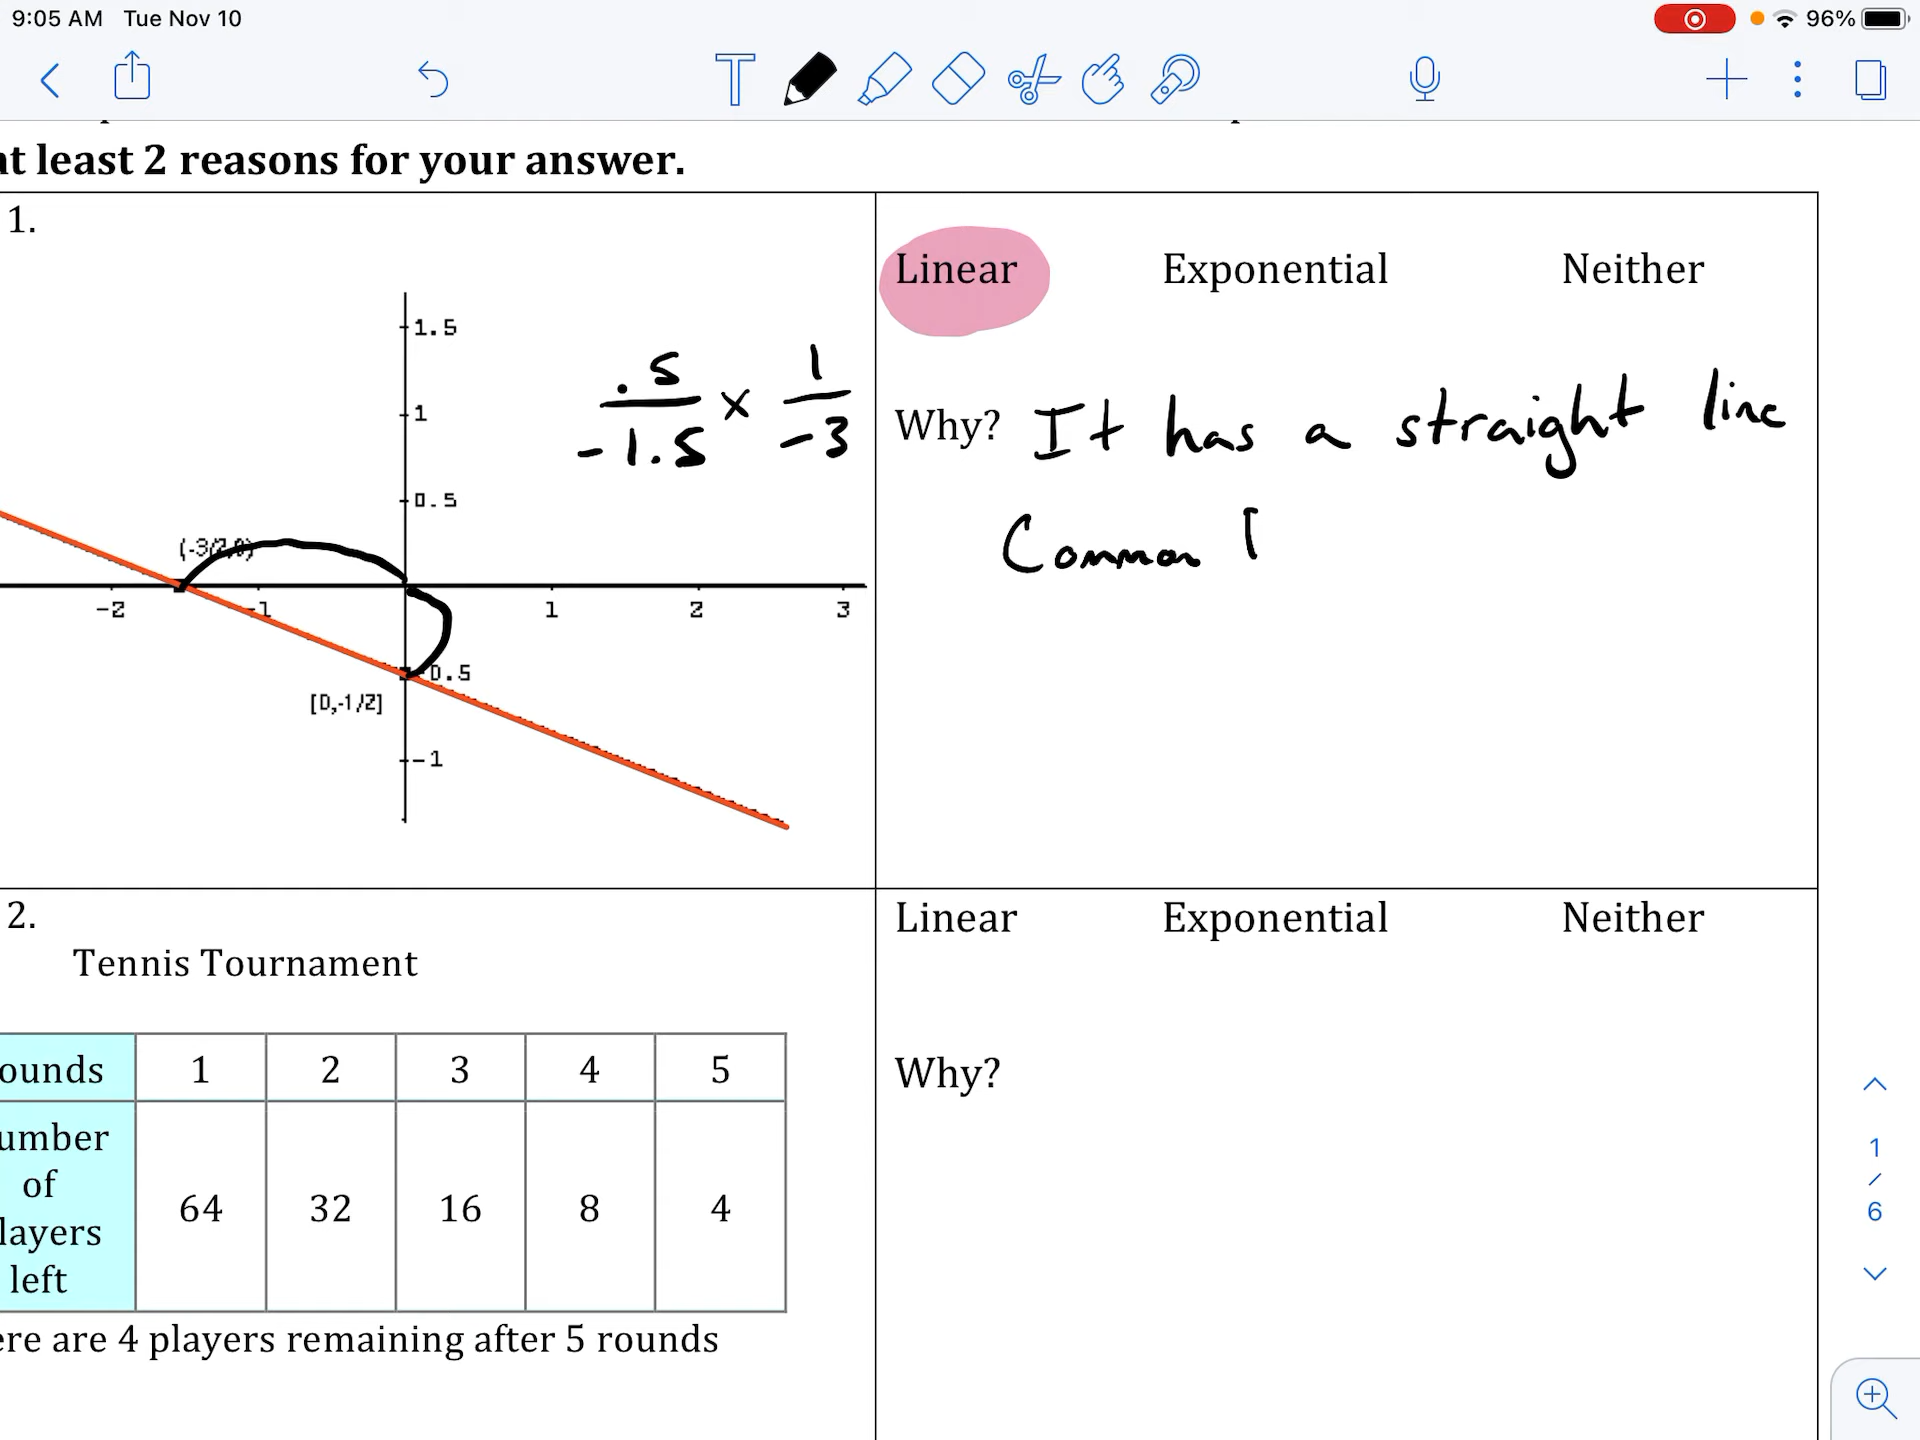 9:05 AM Tue Nov 10
96%
at least 2 reasons for your answer.
1.
Linear Exponential Neither
1.5
1
0.5
.5 / -1.5 x 1 / -3
Why? It has a straight line
Common
(-3/2,0)
-2 -1 1 2 3
-0.5
[0,-1/2]
-1
2.
Linear Exponential Neither
Tennis Tournament
ounds 1 2 3 4 5
Why?
umber
of
layers
left
64 32 16 8 4
ere are 4 players remaining after 5 rounds
1
/
6